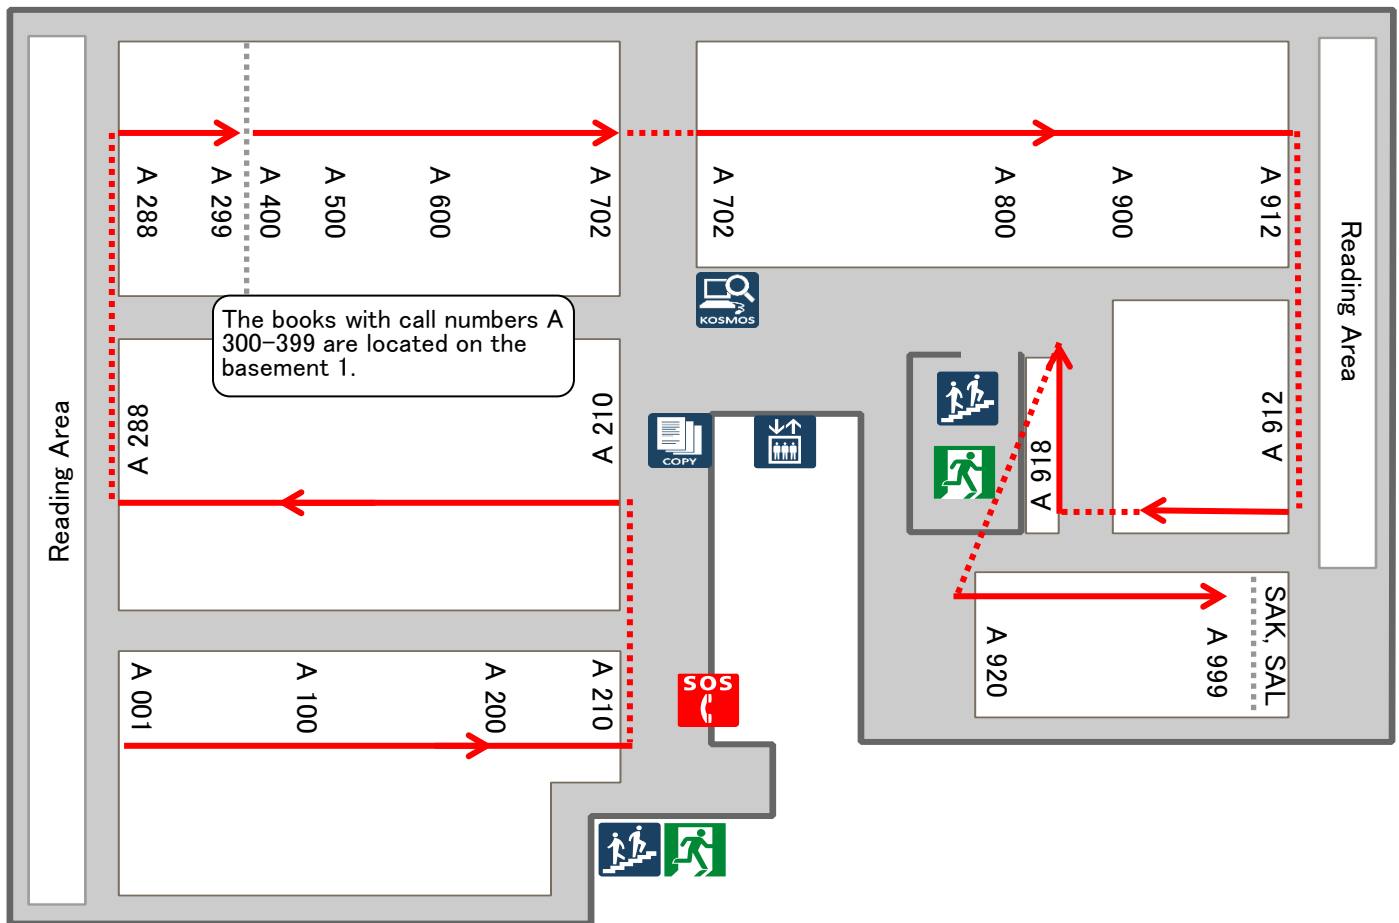 A 288
A 299
A 400
A 500
A 600
A 702
A 702
A 800
A 900
A 912
Reading Area
KOSMOS
The books with call numbers A
300-399 are located on the
basement 1.
Reading Area
A 288
A 210
COPY
A 918
A 912
A 001
A 100
A 200
A 210
SOS
A 920
A 999
SAK, SAL